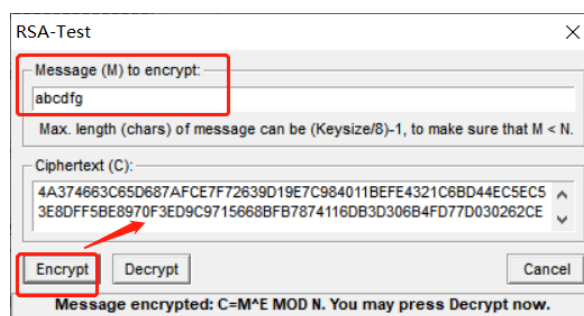 RSA-Test
Message (M) to encrypt:
abcdfg
Max. length (chars) of message can be (Keysize/8)-1, to make sure that M < N.
Ciphertext (C):
4A374663C65D687AFCE7F72639D19E7C984011BEFE4321C6BD44EC5EC5
3E8DFF5BE8970F3ED9C9715668BFB7874116DB3D306B4FD77D030262CE
Encrypt Decrypt Cancel
Message encrypted: C=M^E MOD N. You may press Decrypt now.